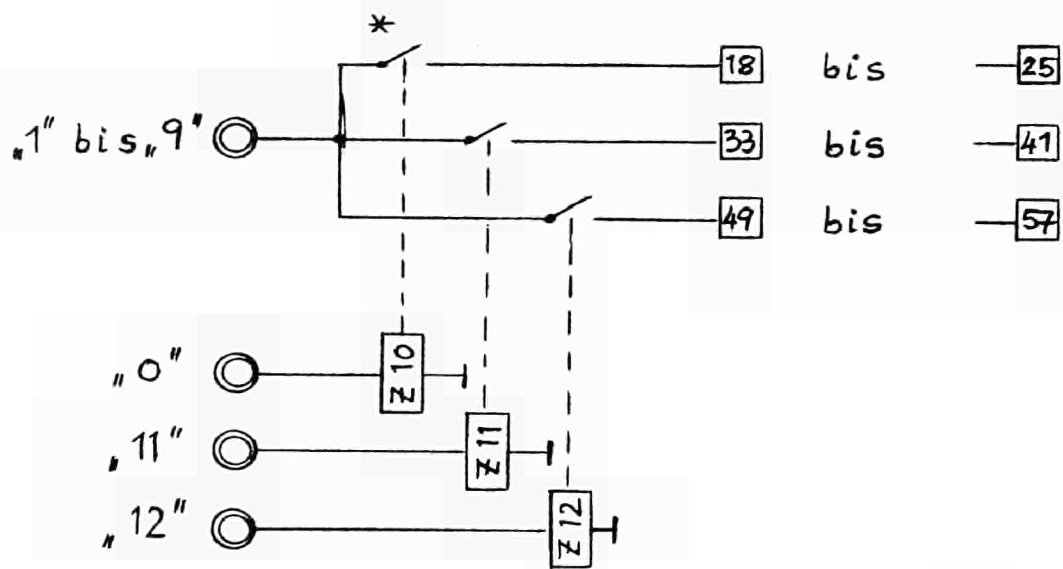 *
18 bis 25
„1" bis „9" 33 bis 41
49 bis 57
„0" Z 10
„11" Z 11
„12" Z 12